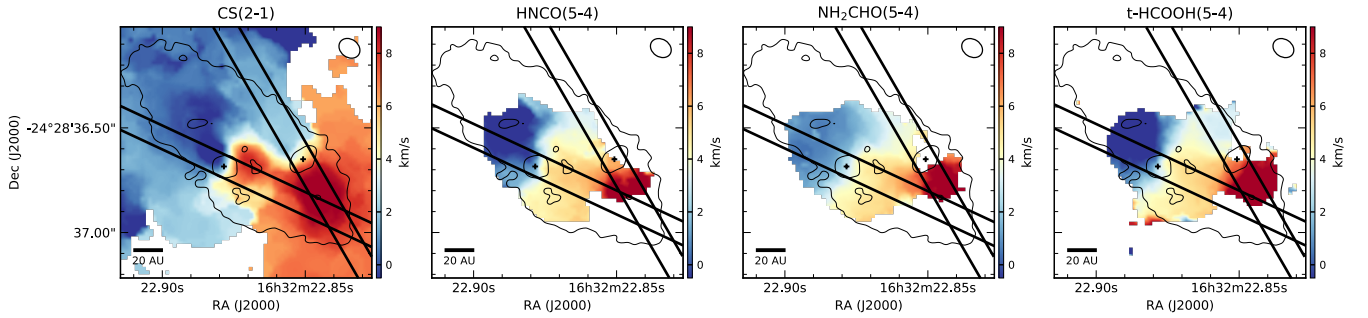 CS(2-1)
HNCO(5-4)
NH₂CHO(5-4)
t-HCOOH(5-4)
Dec (J2000)
-24°28'36.50"
37.00"
20 AU
22.90s
16h32m22.85s
RA (J2000)
8
6
4
2
0
km/s
20 AU
22.90s
16h32m22.85s
RA (J2000)
8
6
4
2
0
km/s
20 AU
22.90s
16h32m22.85s
RA (J2000)
8
6
4
2
0
km/s
20 AU
22.90s
16h32m22.85s
RA (J2000)
8
6
4
2
0
km/s